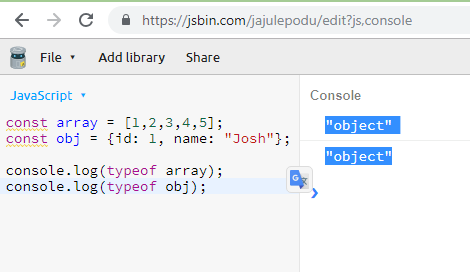 https://jsbin.com/jajulepodu/edit?js,console
File Add library Share
JavaScript
const array = [1,2,3,4,5];
const obj = {id: 1, name: "Josh"};
console.log(typeof array);
console.log(typeof obj);
Console
"object"
"object"